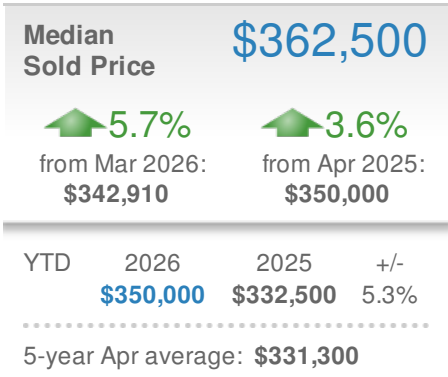 Median $362,500
Sold Price
5.7% 3.6%
from Mar 2026: from Apr 2025:
$342,910 $350,000
YTD 2026 2025 +/-
$350,000 $332,500 5.3%
5-year Apr average: $331,300